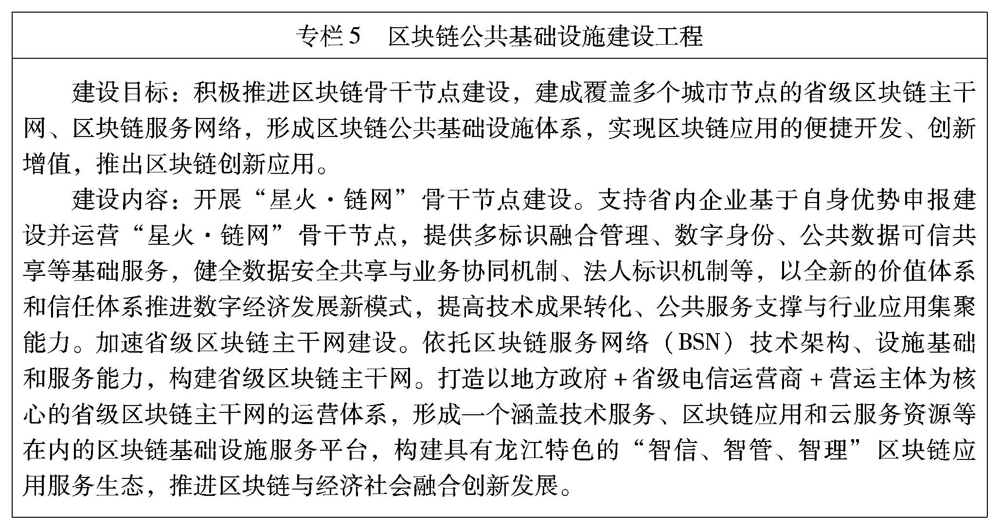 专栏5　区块链公共基础设施建设工程
建设目标：积极推进区块链骨干节点建设，建成覆盖多个城市节点的省级区块链主干
网、区块链服务网络，形成区块链公共基础设施体系，实现区块链应用的便捷开发、创新
增值，推出区块链创新应用。
建设内容：开展“星火·链网”骨干节点建设。支持省内企业基于自身优势申报建
设并运营“星火·链网”骨干节点，提供多标识融合管理、数字身份、公共数据可信共
享等基础服务，健全数据安全共享与业务协同机制、法人标识机制等，以全新的价值体系
和信任体系推进数字经济发展新模式，提高技术成果转化、公共服务支撑与行业应用集聚
能力。加速省级区块链主干网建设。依托区块链服务网络（BSN）技术架构、设施基础
和服务能力，构建省级区块链主干网。打造以地方政府+省级电信运营商+营运主体为核
心的省级区块链主干网的运营体系，形成一个涵盖技术服务、区块链应用和云服务资源等
在内的区块链基础设施服务平台，构建具有龙江特色的“智信、智管、智理”区块链应
用服务生态，推进区块链与经济社会融合创新发展。